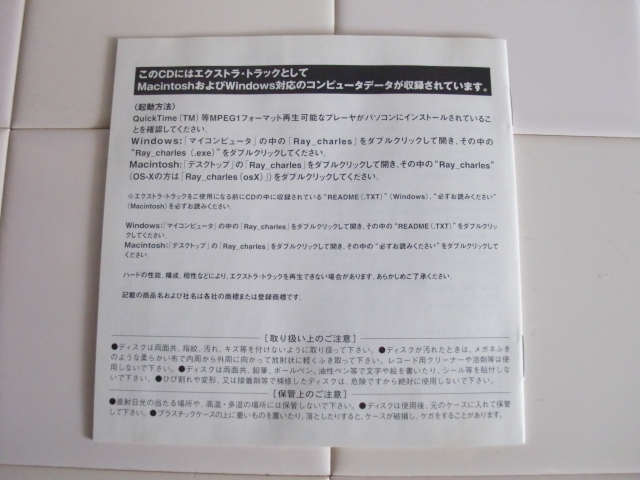 このCDにはエクストラ・トラックとして
MacintoshおよびWindows対応のコンピュータデータが収録されています。
〈起動方法〉
QuickTime〔TM〕等MPEG1フォーマット再生可能なプレーヤがパソコンにインストールされていること
を確認してください。
Windows:「マイコンピュータ」の中の「Ray_charles」をダブルクリックして開き、その中の
"Ray_charles（.exe）"をダブルクリックしてください。
Macintosh:「デスクトップ」の「Ray_charles」をダブルクリックして開き、その中の"Ray_charles"
（OS-Xの方は「Ray_charles（osX）」）をダブルクリックしてください。
※エクストラ・トラックをご使用になる前にCDの中に収録されている"README（.TXT）"（Windows）、"必ずお読みください"
（Macintosh）を必ずお読みください。
Windows:「マイコンピュータ」の中の「Ray_charles」をダブルクリックして開き、その中の"README（.TXT）"をダブルクリッ
クしてください。
Macintosh:「デスクトップ」の「Ray_charles」をダブルクリックして開き、その中の"必ずお読みください"をダブルクリックして
ください。
ハードの性能、構成、相性などにより、エクストラ・トラックを再生できない場合があります。あらかじめご了承ください。
記載の商品名および社名は各社の商標または登録商標です。
［取り扱い上のご注意］
●ディスクは両面共、指紋、汚れ、キズ等を付けないように取り扱って下さい。●ディスクが汚れたときは、メガネふき
のような柔らかい布で内周から外周に向かって放射状に軽くふき取って下さい。レコード用クリーナーや溶剤等は使
用しないで下さい。●ディスクは両面共、鉛筆、ボールペン、油性ペン等で文字や絵を書いたり、シール等を貼付しな
いで下さい。●ひび割れや変形、又は接着剤等で補修したディスクは、危険ですから絶対に使用しないで下さい。
［保管上のご注意］
●直射日光の当たる場所や、高温・多湿の場所には保管しないで下さい。●ディスクは使用後、元のケースに入れて保管
して下さい。●プラスチックケースの上に重いものを置いたり、落としたりすると、ケースが破損し、ケガをすることがあります。